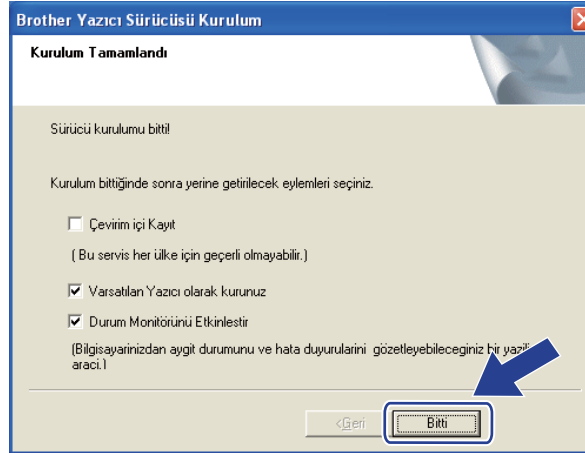 Brother Yazıcı Sürücüsü Kurulum
Kurulum Tamamlandı
Sürücü kurulumu bitti!
Kurulum bittiğinde sonra yerine getirilecek eylemleri seçiniz.
Çevirim içi Kayıt
( Bu servis her ülke için geçerli olmayabilir.)
Varsatılan Yazıcı olarak kurunuz
Durum Monitörünü Etkinlestir
(Bilgisayarinizdan aygit durumunu ve hata duyurularini gözetleyebileceginiz bir
araci.)
<Geri
Bitti